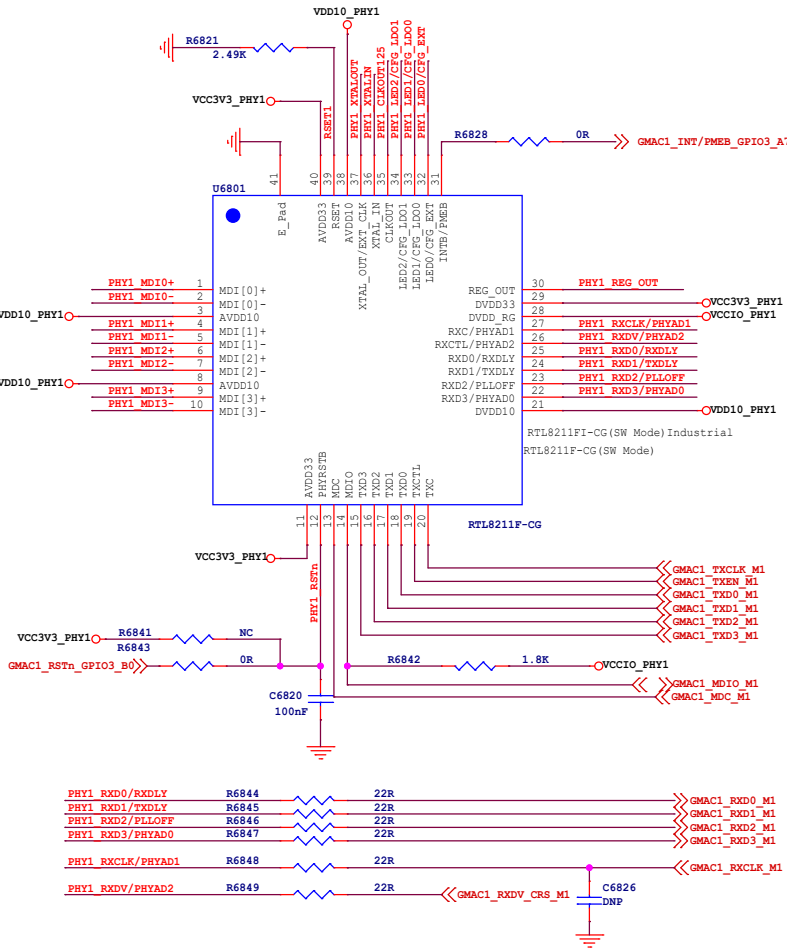 VDD10_PHY1
R6821
2.49K
VCC3V3_PHY1
RSET1
PHY1_XTALOUT
PHY1_XTALIN
PHY1_CLKOUT125
PHY1_LED2/CFG_LDO1
PHY1_LED1/CFG_LDO0
PHY1_LED0/CFG_EXT
R6828 0R
GMAC1_INT/PMEB_GPIO3_A7
41 40 39 38 37 36 35 34 33 32 31
U6801
E_Pad
AVDD33
RSET
AVDD10
XTAL_OUT/EXT_CLK
XTAL_IN
CLKOUT
LED2/CFG_LDO1
LED1/CFG_LDO0
LED0/CFG_EXT
INTB/PMEB
PHY1_MDI0+ 1 MDI[0]+
PHY1_MDI0- 2 MDI[0]-
VDD10_PHY1 3 AVDD10
PHY1_MDI1+ 4 MDI[1]+
PHY1_MDI1- 5 MDI[1]-
PHY1_MDI2+ 6 MDI[2]+
PHY1_MDI2- 7 MDI[2]-
VDD10_PHY1 8 AVDD10
PHY1_MDI3+ 9 MDI[3]+
PHY1_MDI3- 10 MDI[3]-
REG_OUT 30 PHY1_REG_OUT
DVDD33 29 VCC3V3_PHY1
DVDD_RG 28 VCCIO_PHY1
RXC/PHYAD1 27 PHY1_RXCLK/PHYAD1
RXCTL/PHYAD2 26 PHY1_RXDV/PHYAD2
RXD0/RXDLY 25 PHY1_RXD0/RXDLY
RXD1/TXDLY 24 PHY1_RXD1/TXDLY
RXD2/PLLOFF 23 PHY1_RXD2/PLLOFF
RXD3/PHYAD0 22 PHY1_RXD3/PHYAD0
DVDD10 21 VDD10_PHY1
RTL8211FI-CG(SW Mode)Industrial
RTL8211F-CG(SW Mode)
AVDD33
PHYRSTB
MDC
MDIO
TXD3
TXD2
TXD1
TXD0
TXCTL
TXC
11 12 13 14 15 16 17 18 19 20
RTL8211F-CG
VCC3V3_PHY1
PHY1_RSTn
GMAC1_TXCLK_M1
GMAC1_TXEN_M1
GMAC1_TXD0_M1
GMAC1_TXD1_M1
GMAC1_TXD2_M1
GMAC1_TXD3_M1
VCC3V3_PHY1 R6841 NC
GMAC1_RSTn_GPIO3_B0 R6843 0R
R6842 1.8K VCCIO_PHY1
GMAC1_MDIO_M1
GMAC1_MDC_M1
C6820
100nF
PHY1_RXD0/RXDLY R6844 22R GMAC1_RXD0_M1
PHY1_RXD1/TXDLY R6845 22R GMAC1_RXD1_M1
PHY1_RXD2/PLLOFF R6846 22R GMAC1_RXD2_M1
PHY1_RXD3/PHYAD0 R6847 22R GMAC1_RXD3_M1
PHY1_RXCLK/PHYAD1 R6848 22R GMAC1_RXCLK_M1
PHY1_RXDV/PHYAD2 R6849 22R GMAC1_RXDV_CRS_M1
C6826
DNP